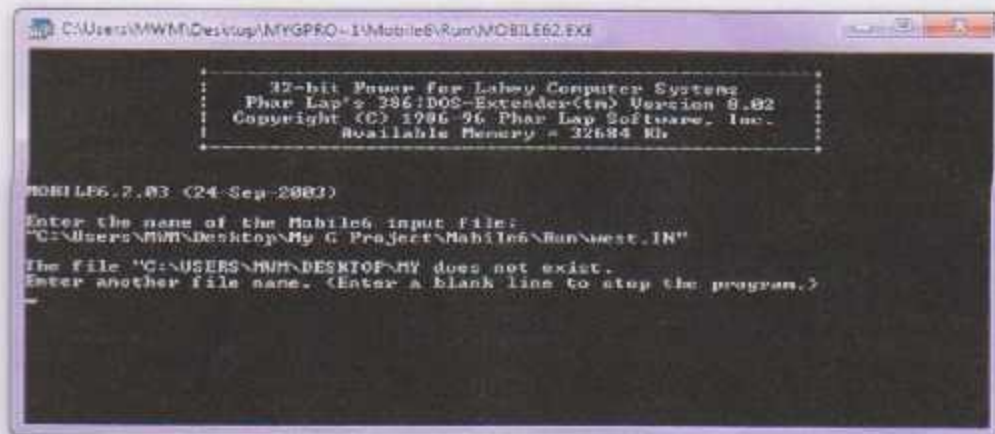 C:\Users\MWM\Desktop\MYGPRO~1\Mobile6\Run\MOBILE62.EXE
32-bit Power for Lahey Computer Systems
Phar Lap's 386|DOS-Extender(tm) Version 8.02
Copyright (C) 1986-96 Phar Lap Software, Inc.
Available Memory = 32684 Kb
MOBILE6.2.03 (24-Sep-2003)
Enter the name of the Mobile6 input file:
"C:\Users\MWM\Desktop\My G Project\Mobile6\Run\west.IN"
The file "C:\USERS\MWM\DESKTOP\MY does not exist.
Enter another file name. (Enter a blank line to stop the program.)